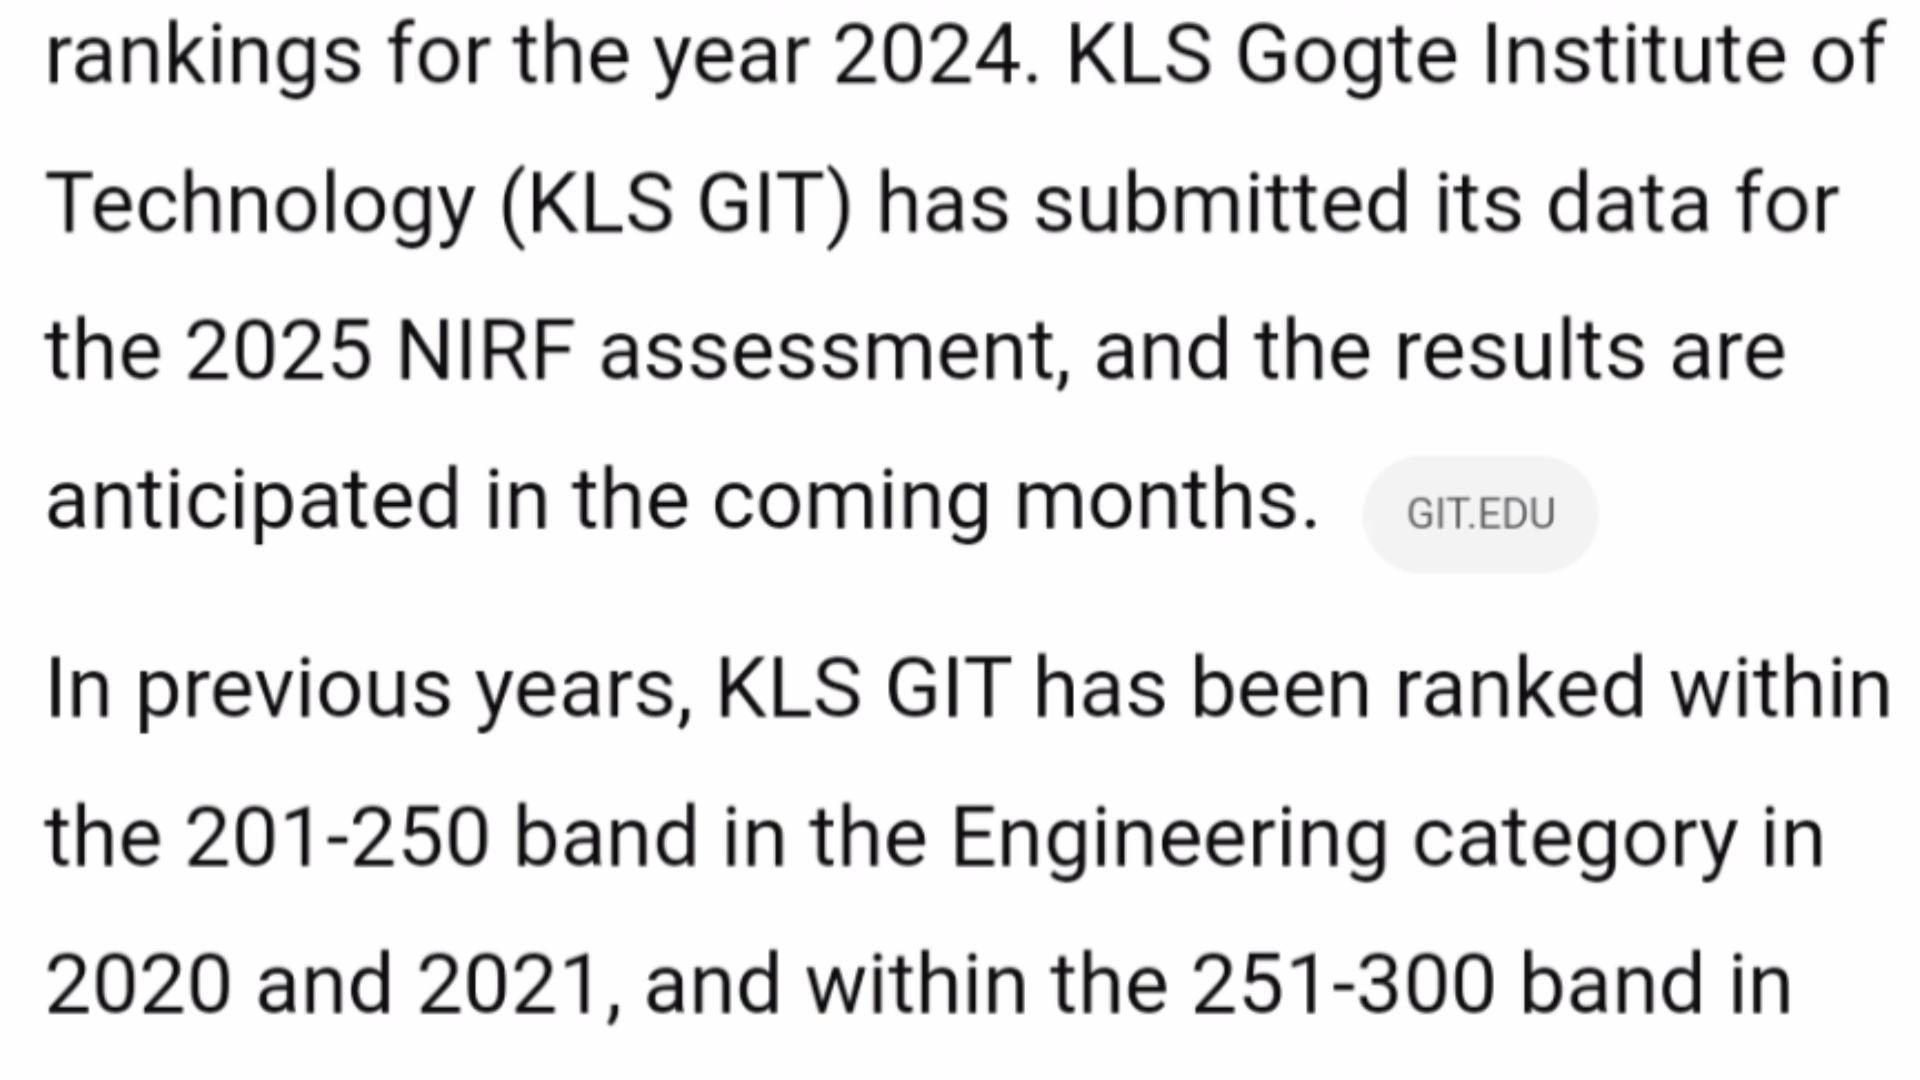 rankings for the year 2024. KLS Gogte Institute of
Technology (KLS GIT) has submitted its data for
the 2025 NIRF assessment, and the results are
anticipated in the coming months. GIT.EDU
In previous years, KLS GIT has been ranked within
the 201-250 band in the Engineering category in
2020 and 2021, and within the 251-300 band in